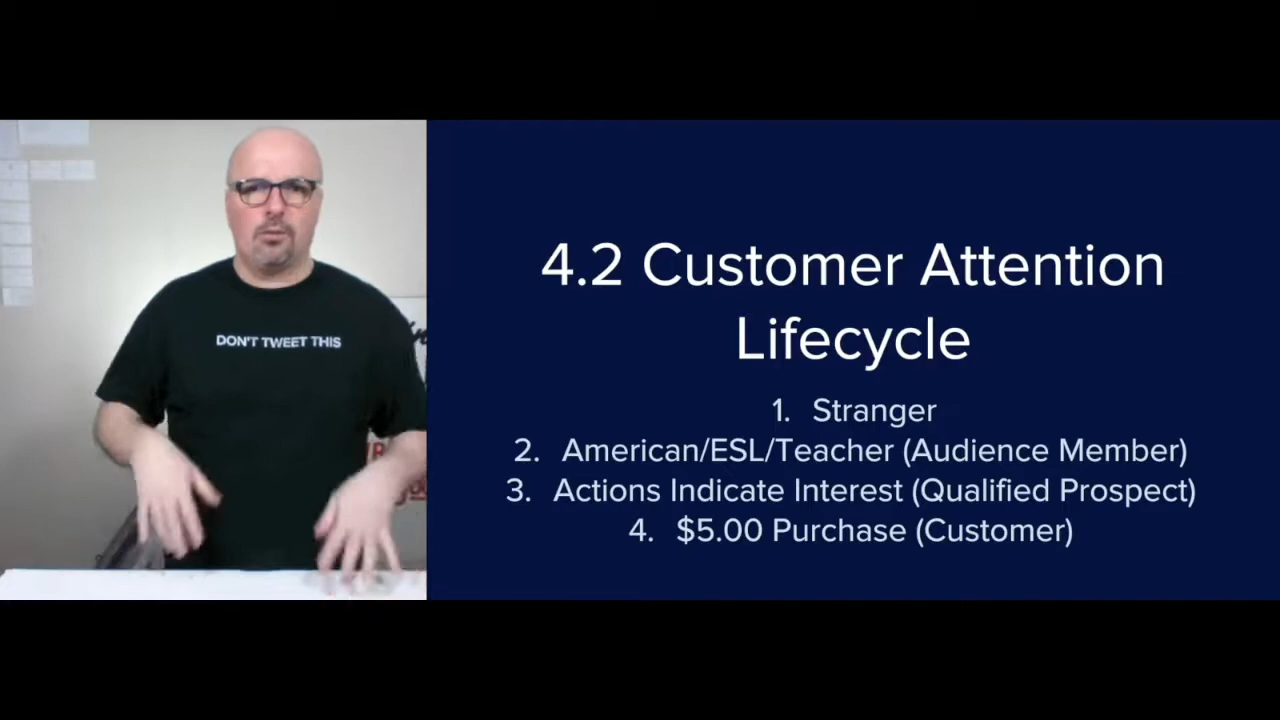 DON'T TWEET THIS
4.2 Customer Attention
Lifecycle
1. Stranger
2. American/ESL/Teacher (Audience Member)
3. Actions Indicate Interest (Qualified Prospect)
4. $5.00 Purchase (Customer)